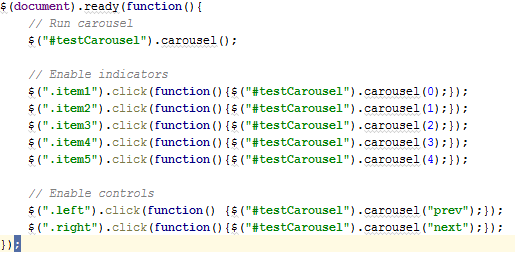 $(document).ready(function(){
    // Run carousel
    $("#testCarousel").carousel();

    // Enable indicators
    $(".item1").click(function(){$("#testCarousel").carousel(0);});
    $(".item2").click(function(){$("#testCarousel").carousel(1);});
    $(".item3").click(function(){$("#testCarousel").carousel(2);});
    $(".item4").click(function(){$("#testCarousel").carousel(3);});
    $(".item5").click(function(){$("#testCarousel").carousel(4);});

    // Enable controls
    $(".left").click(function() {$("#testCarousel").carousel("prev");});
    $(".right").click(function(){$("#testCarousel").carousel("next");});
});